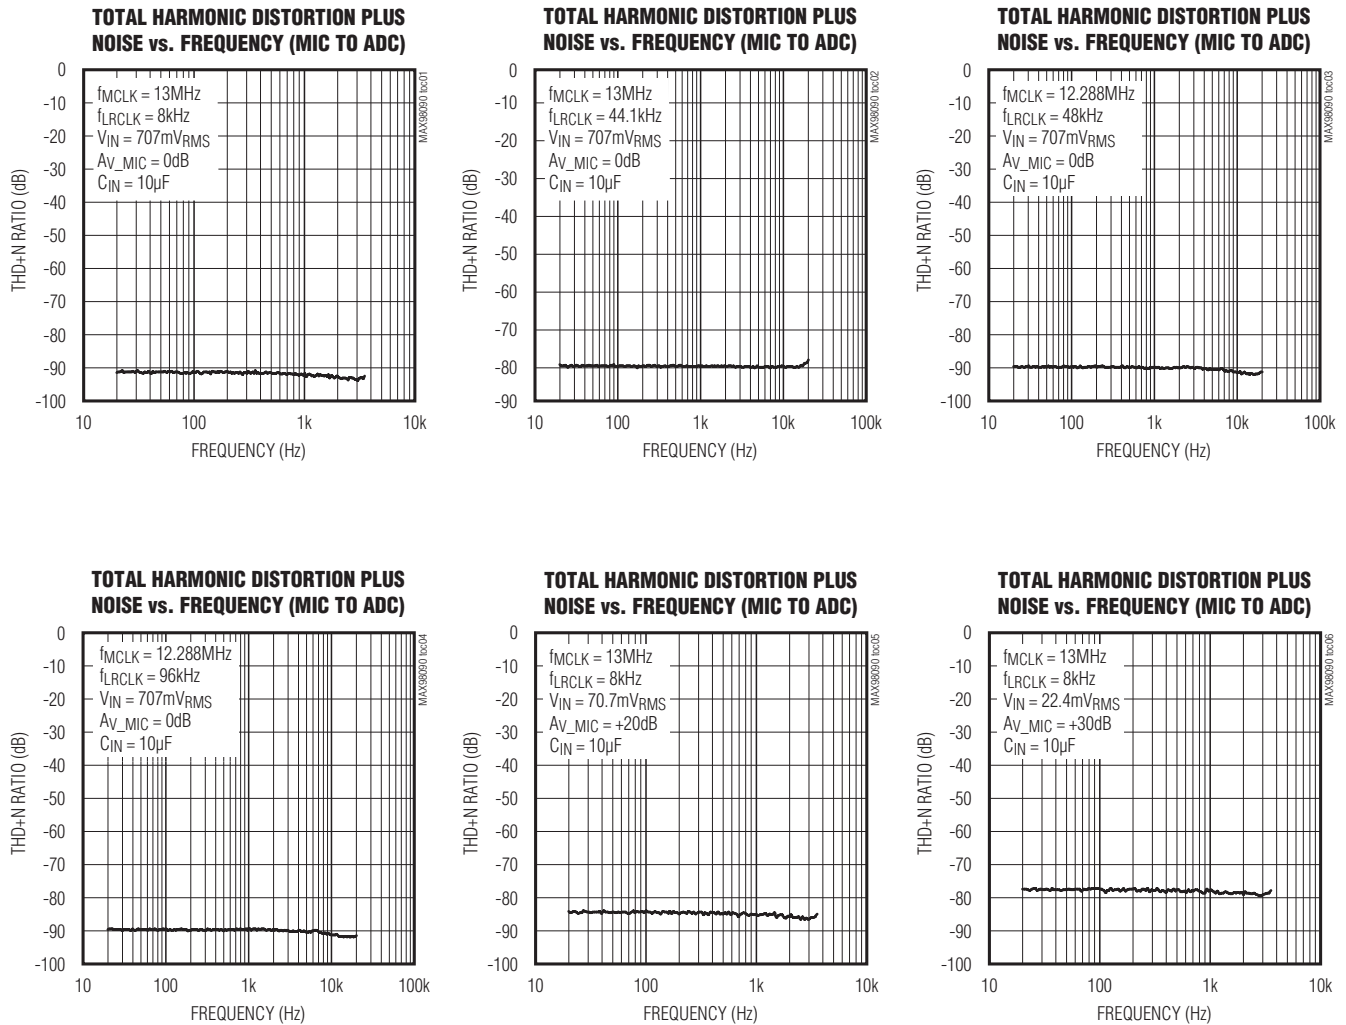 TOTAL HARMONIC DISTORTION PLUS
NOISE vs. FREQUENCY (MIC TO ADC)
MAX98090 toc01
fMCLK = 13MHz
fLRCLK = 8kHz
VIN = 707mVRMS
AV_MIC = 0dB
CIN = 10µF
THD+N RATIO (dB)
0
-10
-20
-30
-40
-50
-60
-70
-80
-90
-100
10 100 1k 10k
FREQUENCY (Hz)
TOTAL HARMONIC DISTORTION PLUS
NOISE vs. FREQUENCY (MIC TO ADC)
MAX98090 toc02
fMCLK = 13MHz
fLRCLK = 44.1kHz
VIN = 707mVRMS
AV_MIC = 0dB
CIN = 10µF
THD+N RATIO (dB)
0
-10
-20
-30
-40
-50
-60
-70
-80
-90
10 100 1k 10k 100k
FREQUENCY (Hz)
TOTAL HARMONIC DISTORTION PLUS
NOISE vs. FREQUENCY (MIC TO ADC)
MAX98090 toc03
fMCLK = 12.288MHz
fLRCLK = 48kHz
VIN = 707mVRMS
AV_MIC = 0dB
CIN = 10µF
THD+N RATIO (dB)
0
-10
-20
-30
-40
-50
-60
-70
-80
-90
-100
10 100 1k 10k 100k
FREQUENCY (Hz)
TOTAL HARMONIC DISTORTION PLUS
NOISE vs. FREQUENCY (MIC TO ADC)
MAX98090 toc04
fMCLK = 12.288MHz
fLRCLK = 96kHz
VIN = 707mVRMS
AV_MIC = 0dB
CIN = 10µF
THD+N RATIO (dB)
0
-10
-20
-30
-40
-50
-60
-70
-80
-90
-100
10 100 1k 10k 100k
FREQUENCY (Hz)
TOTAL HARMONIC DISTORTION PLUS
NOISE vs. FREQUENCY (MIC TO ADC)
MAX98090 toc05
fMCLK = 13MHz
fLRCLK = 8kHz
VIN = 70.7mVRMS
AV_MIC = +20dB
CIN = 10µF
THD+N RATIO (dB)
0
-10
-20
-30
-40
-50
-60
-70
-80
-90
-100
10 100 1k 10k
FREQUENCY (Hz)
TOTAL HARMONIC DISTORTION PLUS
NOISE vs. FREQUENCY (MIC TO ADC)
MAX98090 toc06
fMCLK = 13MHz
fLRCLK = 8kHz
VIN = 22.4mVRMS
AV_MIC = +30dB
CIN = 10µF
THD+N RATIO (dB)
0
-10
-20
-30
-40
-50
-60
-70
-80
-90
-100
10 100 1k 10k
FREQUENCY (Hz)